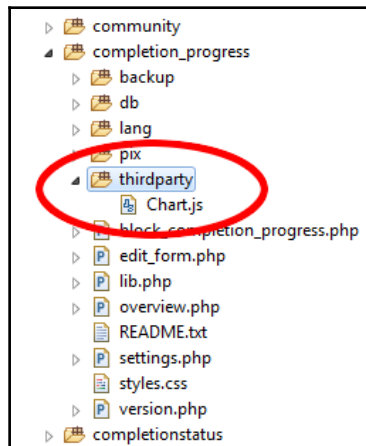 community
completion_progress
backup
db
lang
pix
thirdparty
Chart.js
block_completion_progress.php
edit_form.php
lib.php
overview.php
README.txt
settings.php
styles.css
version.php
completionstatus